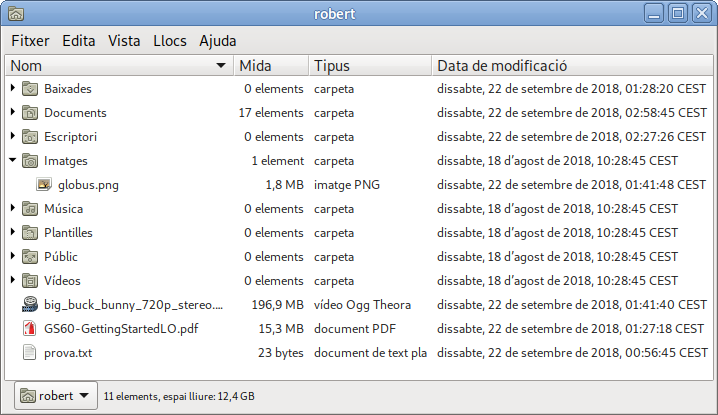 robert
Fitxer Edita Vista Llocs Ajuda
Nom Mida Tipus Data de modificació
Baixades 0 elements carpeta dissabte, 22 de setembre de 2018, 01:28:20 CEST
Documents 17 elements carpeta dissabte, 22 de setembre de 2018, 02:58:45 CEST
Escriptori 0 elements carpeta dissabte, 22 de setembre de 2018, 02:27:26 CEST
Imatges 1 element carpeta dissabte, 18 d'agost de 2018, 10:28:45 CEST
globus.png 1,8 MB imatge PNG dissabte, 22 de setembre de 2018, 01:41:48 CEST
Música 0 elements carpeta dissabte, 18 d'agost de 2018, 10:28:45 CEST
Plantilles 0 elements carpeta dissabte, 18 d'agost de 2018, 10:28:45 CEST
Públic 0 elements carpeta dissabte, 18 d'agost de 2018, 10:28:45 CEST
Vídeos 0 elements carpeta dissabte, 18 d'agost de 2018, 10:28:45 CEST
big_buck_bunny_720p_stereo.... 196,9 MB vídeo Ogg Theora dissabte, 22 de setembre de 2018, 01:41:40 CEST
GS60-GettingStartedLO.pdf 15,3 MB document PDF dissabte, 22 de setembre de 2018, 01:27:18 CEST
prova.txt 23 bytes document de text pla dissabte, 22 de setembre de 2018, 00:56:45 CEST
robert 11 elements, espai lliure: 12,4 GB